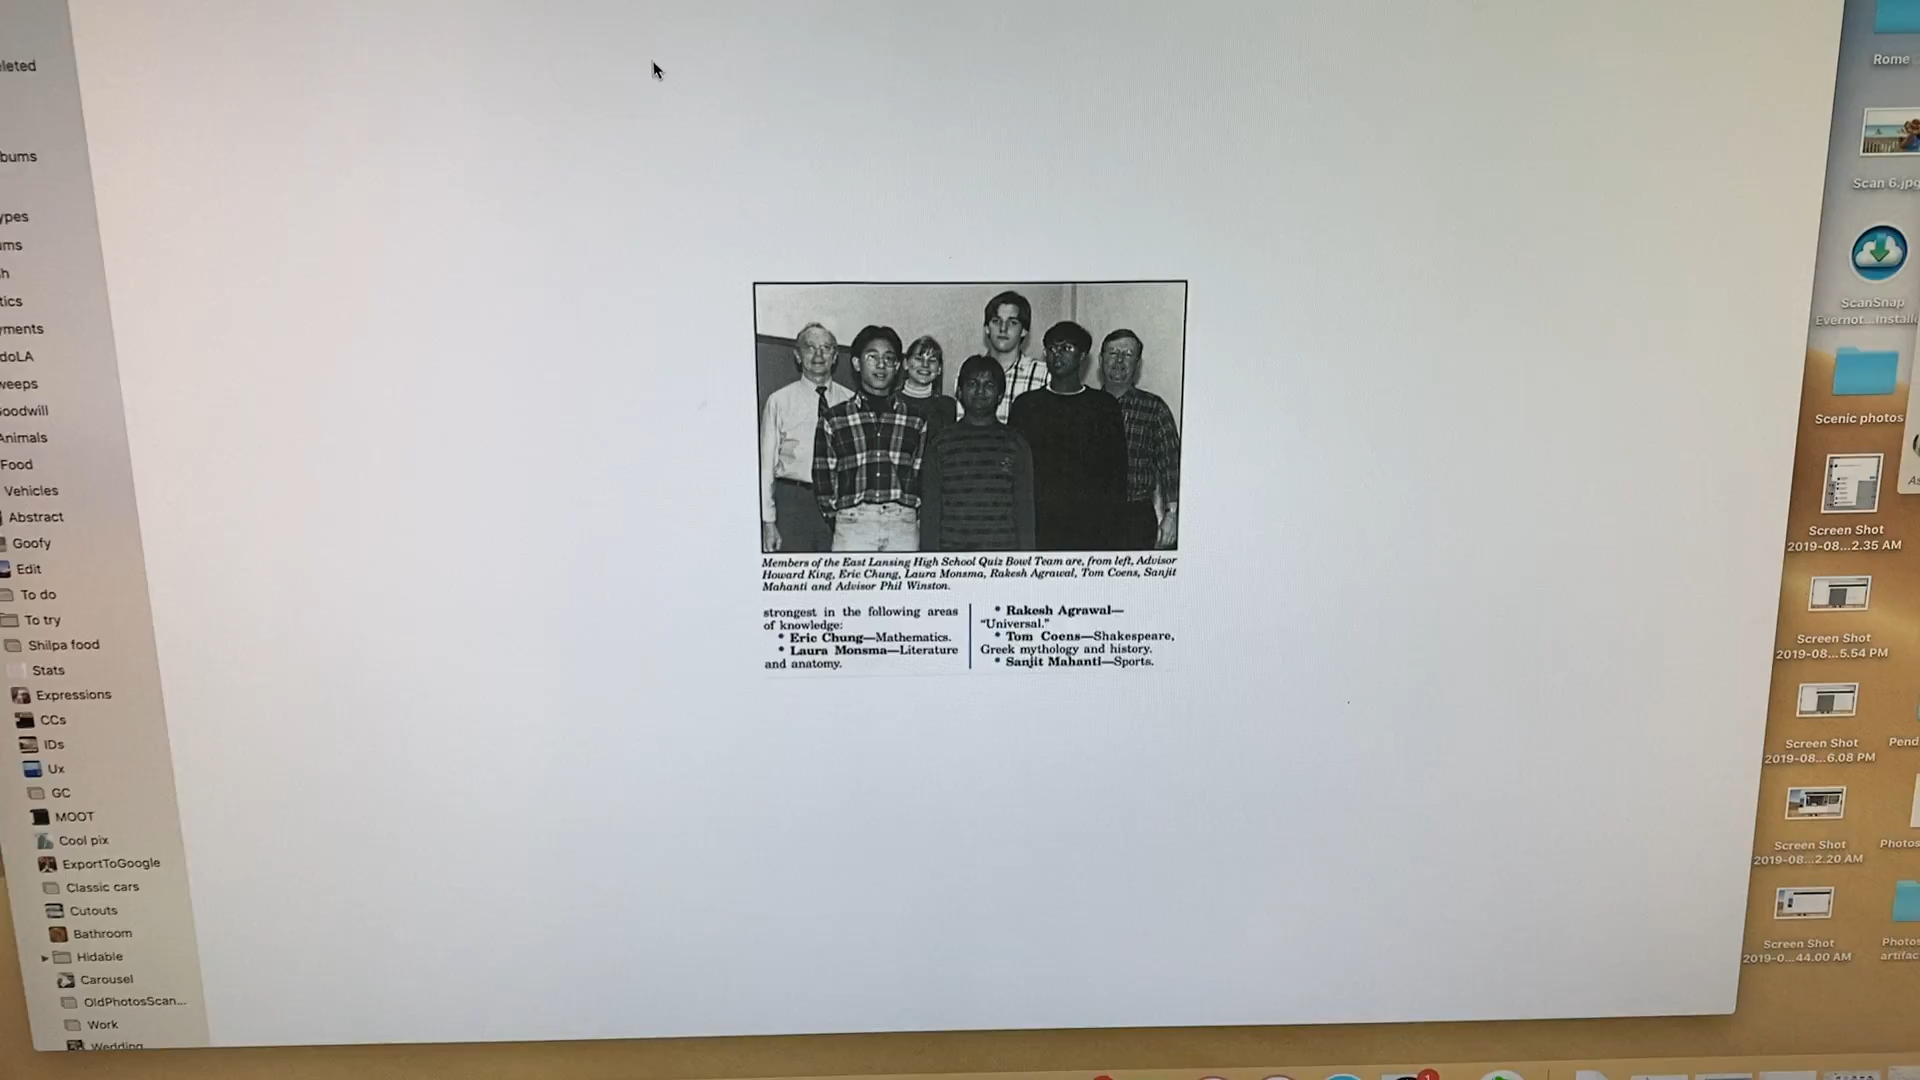 leted
bums
ypes
ums
h
tics
yments
doLA
weeps
Goodwill
Animals
Food
Vehicles
Abstract
Goofy
Edit
To do
To try
Shilpa food
Stats
Expressions
CCs
IDs
Ux
GC
MOOT
Cool pix
ExportToGoogle
Classic cars
Cutouts
Bathroom
Hidable
Carousel
OldPhotosScan...
Work
Wedding
Members of the East Lansing High School Quiz Bowl Team are, from left, Advisor
Howard King, Eric Chung, Laura Monsma, Rakesh Agrawal, Tom Coens, Sanjit
Mahanti and Advisor Phil Winston.
strongest in the following areas
of knowledge:
* Eric Chung—Mathematics.
* Laura Monsma—Literature
and anatomy.
* Rakesh Agrawal—
“Universal.”
* Tom Coens—Shakespeare,
Greek mythology and history.
* Sanjit Mahanti—Sports.
Rome
Scan 6.jpg
ScanSnap
Evernot...Install
Scenic photos
As
Screen Shot
2019-08...2.35 AM
Screen Shot
2019-08...5.54 PM
Screen Shot
2019-08...6.08 PM
Pend
Screen Shot
2019-08...2.20 AM
Photos
Screen Shot
2019-0...44.00 AM
Photos
artifac
1